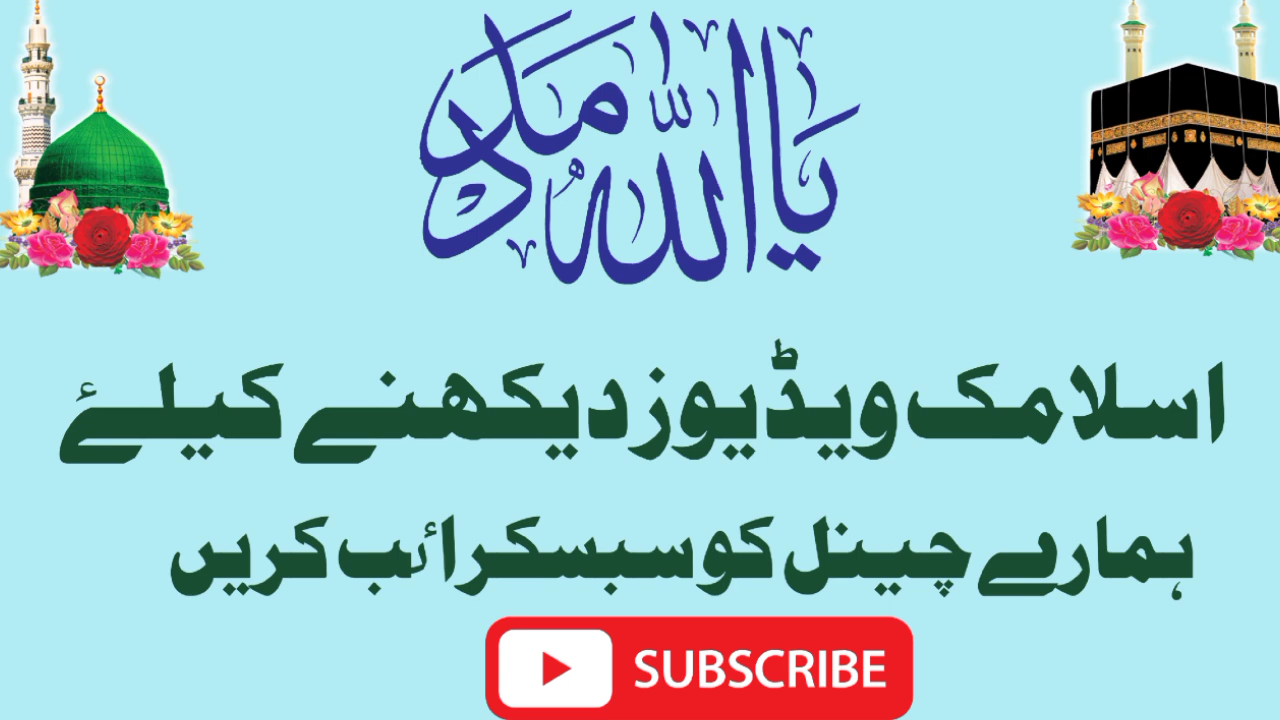 یا اللہ مدد
اسلامک ویڈیوز دیکھنے کیلئے
ہمارے چینل کو سبسکرائب کریں
SUBSCRIBE